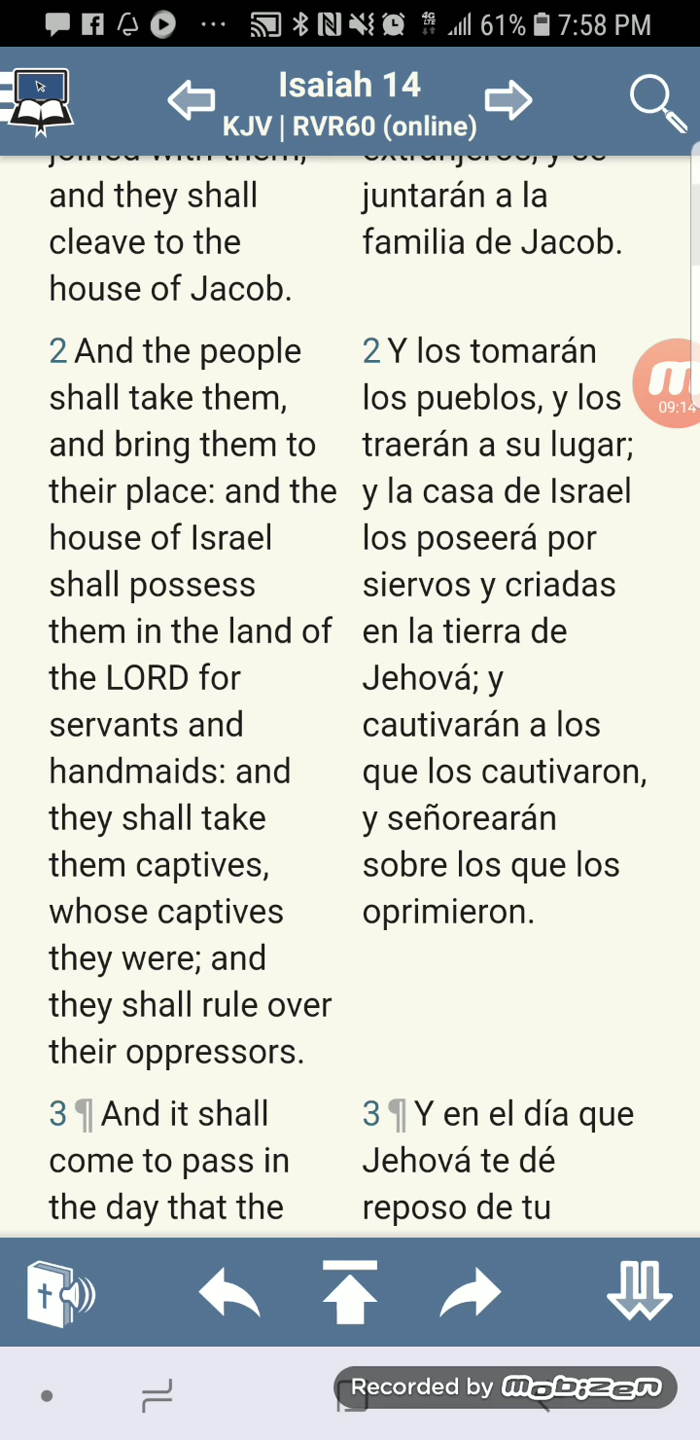 61% 7:58 PM
Isaiah 14
KJV | RVR60 (online)
joined with them,
and they shall
cleave to the
house of Jacob.
2 And the people
shall take them,
and bring them to
their place: and the
house of Israel
shall possess
them in the land of
the LORD for
servants and
handmaids: and
they shall take
them captives,
whose captives
they were; and
they shall rule over
their oppressors.
3 ¶ And it shall
come to pass in
the day that the
extranjeros, y se
juntarán a la
familia de Jacob.
2 Y los tomarán
los pueblos, y los
traerán a su lugar;
y la casa de Israel
los poseerá por
siervos y criadas
en la tierra de
Jehová; y
cautivarán a los
que los cautivaron,
y señorearán
sobre los que los
oprimieron.
3 ¶ Y en el día que
Jehová te dé
reposo de tu
m
09:14
Recorded by mobizen